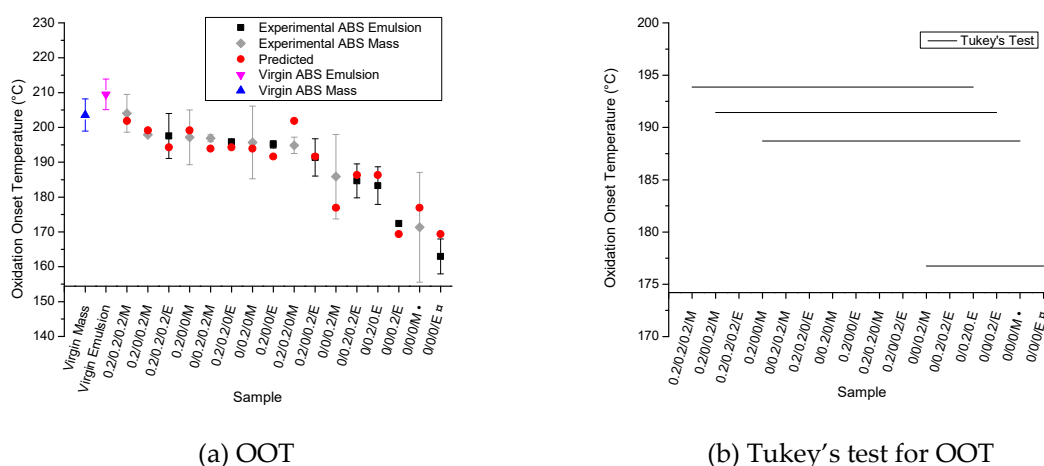 230
220
210
200
190
180
170
160
150
140
Oxidation Onset Temperature (°C)
Experimental ABS Emulsion
Experimental ABS Mass
Predicted
Virgin ABS Emulsion
Virgin ABS Mass
Virgin Mass
Virgin Emulsion
0.2/0.2/0.2/M
0.2/0/0.2/M
0.2/0.2/0.2/E
0.2/0/0/M
0/0.2/0.2/M
0.2/0.2/0/E
0/0.2/0/M
0.2/0/0/E
0.2/0.2/0/M
0.2/0/0.2/E
0/0/0.2/M
0/0.2/0.2/E
0/0.2/0.E
0/0/0.2/E
0/0/0/M •
0/0/0/E ¤
Sample
(a) OOT
200
195
190
185
180
175
170
Oxidation Onset Temperature (°C)
Tukey's Test
0.2/0.2/0.2/M
0.2/0/0.2/M
0.2/0.2/0.2/E
0.2/0/0/M
0/0.2/0.2/M
0.2/0.2/0/E
0/0.2/0/M
0.2/0/0/E
0.2/0.2/0/M
0.2/0/0.2/E
0/0/0.2/M
0/0.2/0.2/E
0/0.2/0.E
0/0/0.2/E
0/0/0/M •
0/0/0/E ¤
Sample
(b) Tukey’s test for OOT